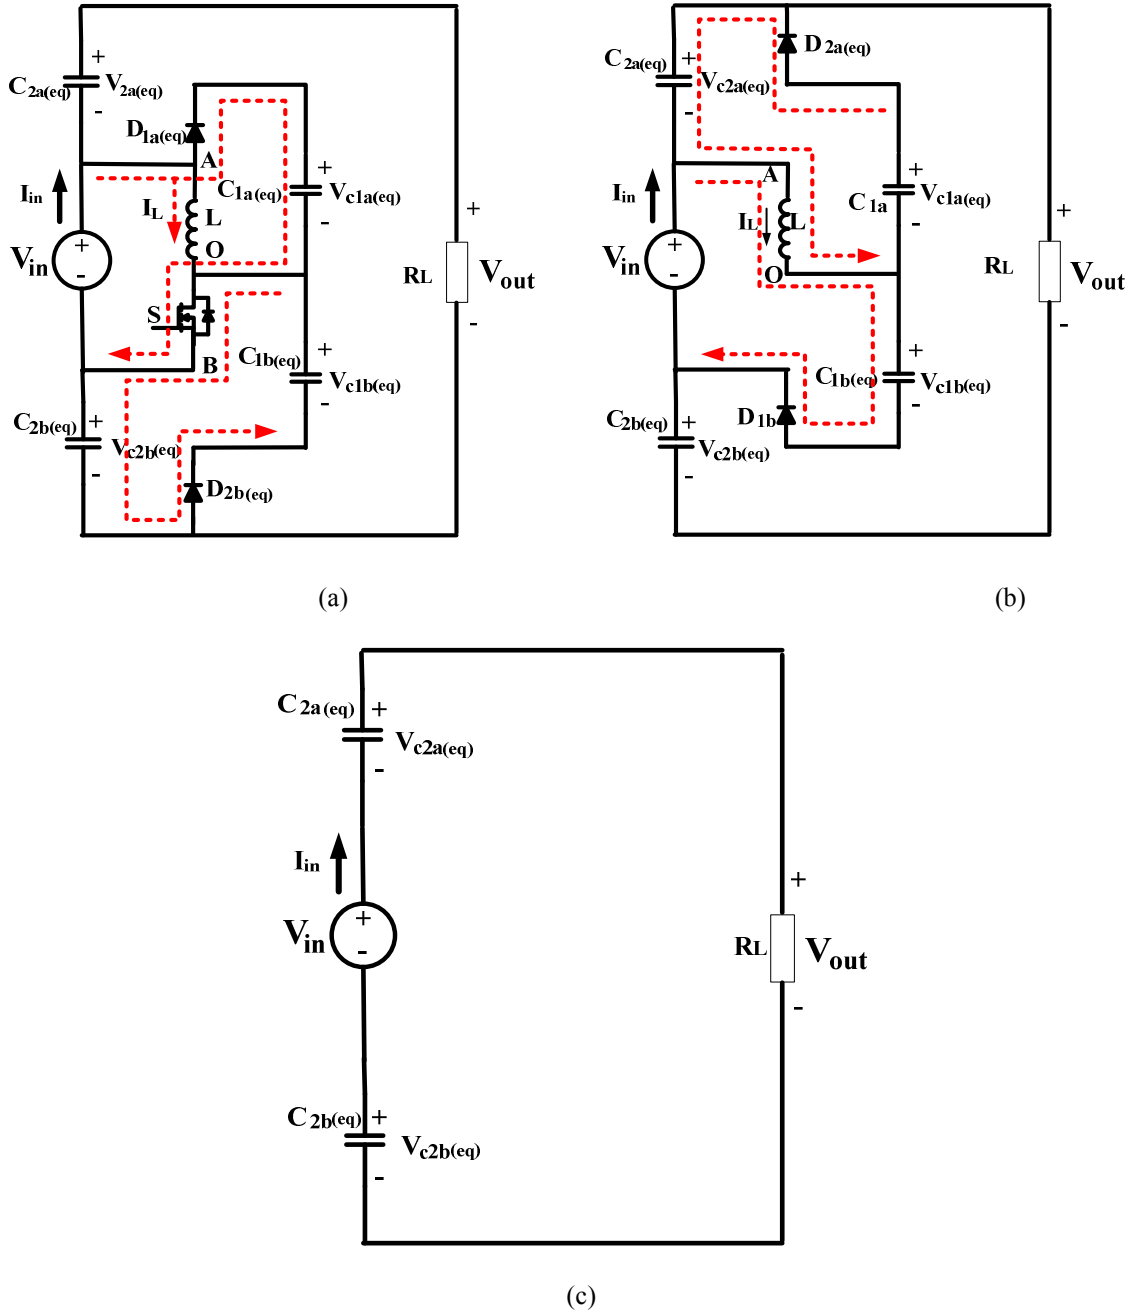 +
C2a(eq)
V2a(eq)
-
D1a(eq)
A
Iin
IL
L
O
C1a(eq)
+
Vc1a(eq)
-
+
Vin
-
S
B
C1b(eq)
+
Vc1b(eq)
-
C2b(eq)
+
Vc2b(eq)
-
D2b(eq)
+
RL
Vout
-
(a)
D2a(eq)
C2a(eq)
+
Vc2a(eq)
-
A
Iin
IL
L
O
+
C1a
Vc1a(eq)
-
+
Vin
-
+
C1b(eq)
Vc1b(eq)
-
D1b
C2b(eq)
+
Vc2b(eq)
-
+
RL
Vout
-
(b)
C2a(eq)
+
Vc2a(eq)
-
Iin
+
Vin
-
C2b(eq)
+
Vc2b(eq)
-
+
RL
Vout
-
(c)